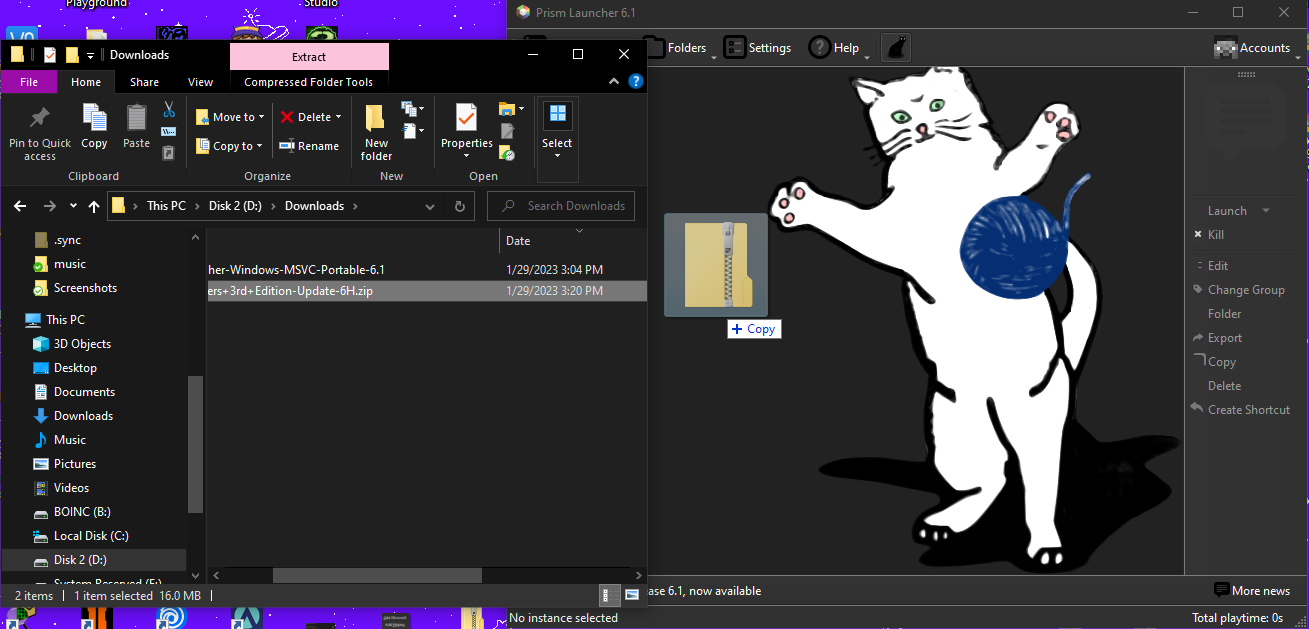 Playground
Studio
Prism Launcher 6.1
Downloads
Extract
Folders
Settings
Help
Accounts
File
Home
Share
View
Compressed Folder Tools
Pin to Quick access
Copy
Paste
Move to
Copy to
Delete
Rename
New folder
Properties
Select
Clipboard
Organize
New
Open
This PC
Disk 2 (D:)
Downloads
Search Downloads
.sync
music
Screenshots
This PC
3D Objects
Desktop
Documents
Downloads
Music
Pictures
Videos
BOINC (B:)
Local Disk (C:)
Disk 2 (D:)
System Reserved (F:)
Date
her-Windows-MSVC-Portable-6.1
1/29/2023 3:04 PM
ers+3rd+Edition-Update-6H.zip
1/29/2023 3:20 PM
Copy
Launch
Kill
Edit
Change Group
Folder
Export
Copy
Delete
Create Shortcut
2 items
1 item selected 16.0 MB
ase 6.1, now available
More news
No instance selected
Total playtime: 0s